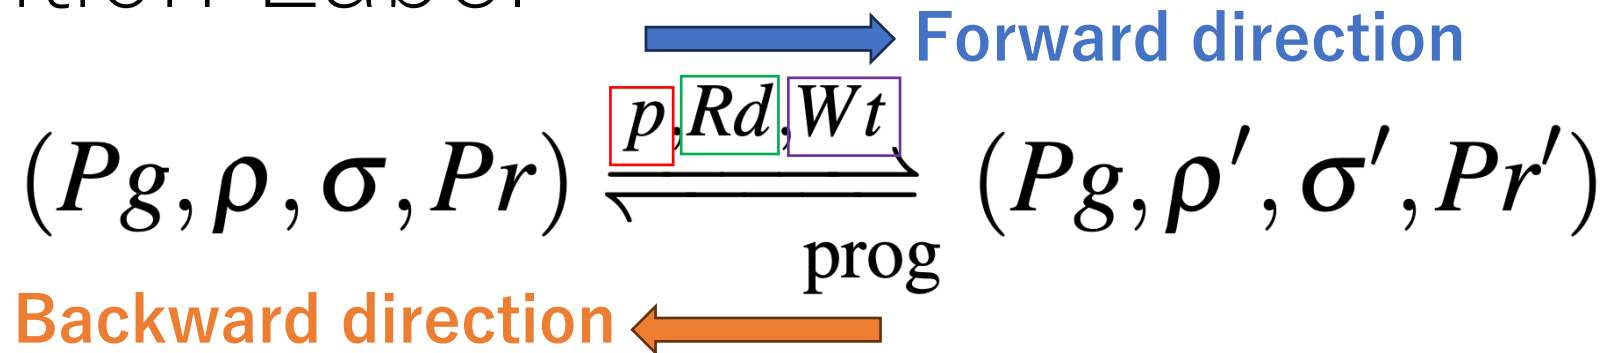 Forward direction
p, Rd, Wt
(Pg, ρ, σ, Pr) ⇌ (Pg, ρ′, σ′, Pr′)
prog
Backward direction